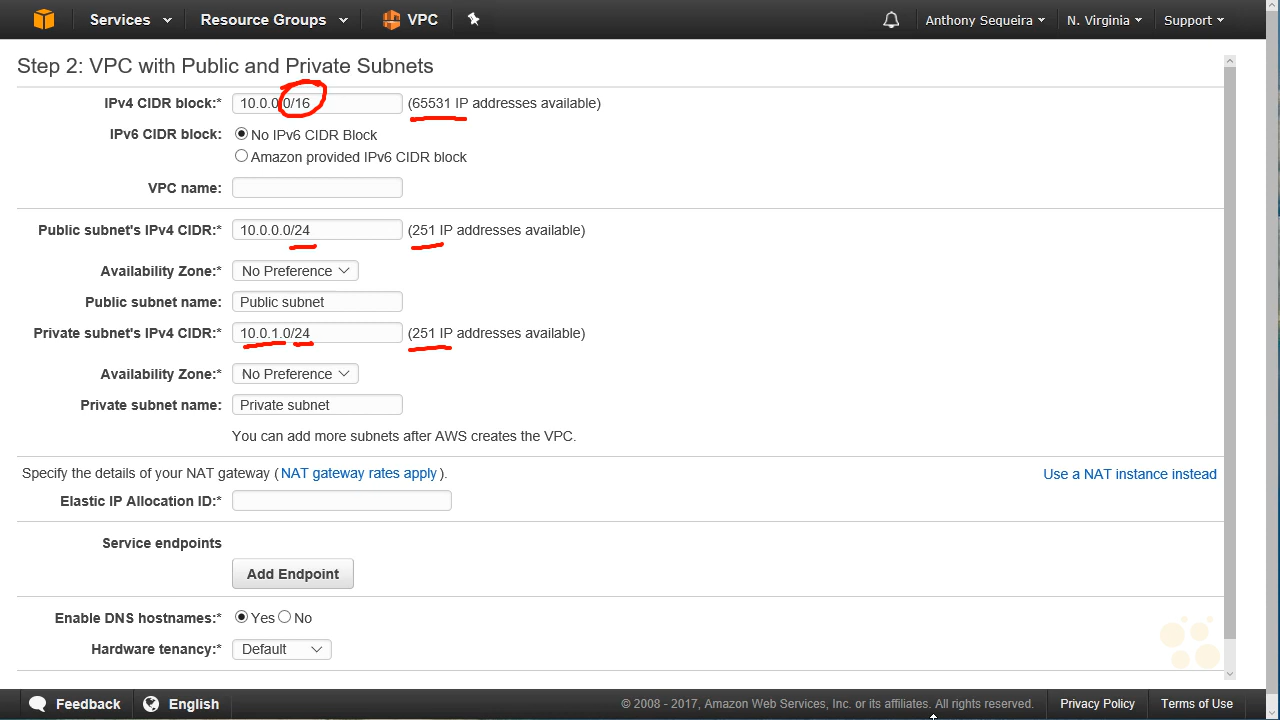 Services Resource Groups VPC Anthony Sequeira N. Virginia Support
Step 2: VPC with Public and Private Subnets
IPv4 CIDR block:* 10.0.0.0/16 (65531 IP addresses available)
IPv6 CIDR block: No IPv6 CIDR Block
Amazon provided IPv6 CIDR block
VPC name:
Public subnet's IPv4 CIDR:* 10.0.0.0/24 (251 IP addresses available)
Availability Zone:* No Preference
Public subnet name: Public subnet
Private subnet's IPv4 CIDR:* 10.0.1.0/24 (251 IP addresses available)
Availability Zone:* No Preference
Private subnet name: Private subnet
You can add more subnets after AWS creates the VPC.
Specify the details of your NAT gateway (NAT gateway rates apply). Use a NAT instance instead
Elastic IP Allocation ID:*
Service endpoints
Add Endpoint
Enable DNS hostnames:* Yes No
Hardware tenancy:* Default
Feedback English © 2008 - 2017, Amazon Web Services, Inc. or its affiliates. All rights reserved. Privacy Policy Terms of Use